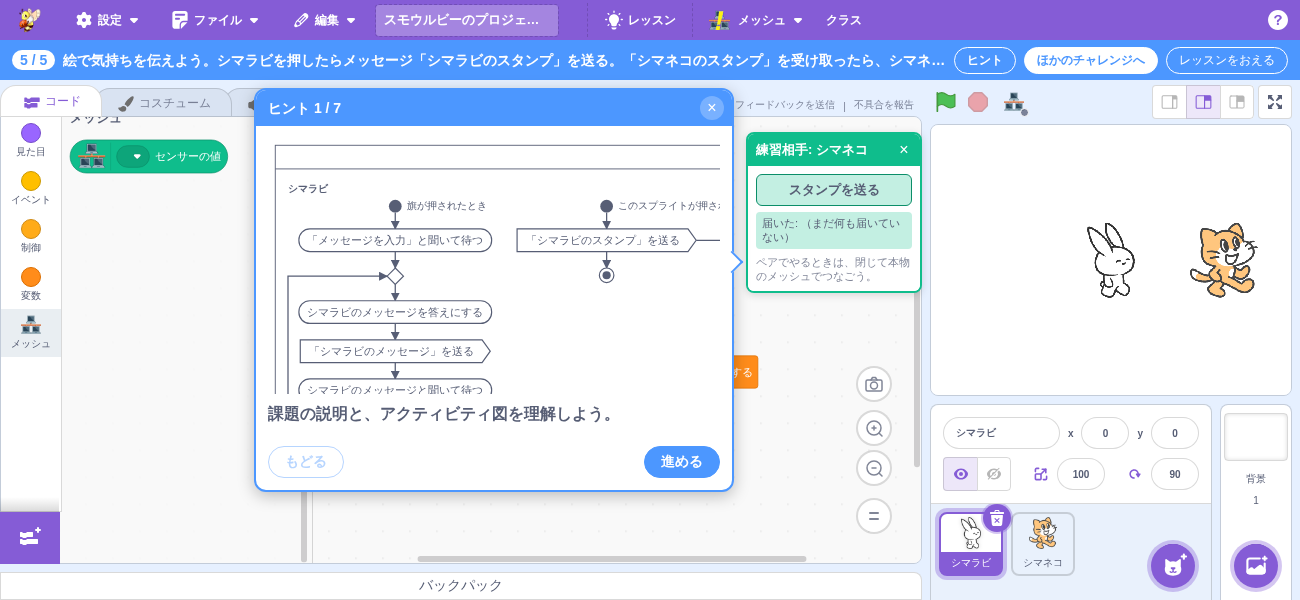 設定
ファイル
編集
スモウルビーのプロジェ…
レッスン
メッシュ
クラス
?
5 / 5
絵で気持ちを伝えよう。シマラビを押したらメッセージ「シマラビのスタンプ」を送る。「シマネコのスタンプ」を受け取ったら、シマネ…
ヒント
ほかのチャレンジへ
レッスンをおえる
コード
コスチューム
フィードバックを送信 | 不具合を報告
メッシュ
センサーの値
見た目
イベント
制御
変数
メッシュ
ヒント 1 / 7
シマラビ
旗が押されたとき
「メッセージを入力」と聞いて待つ
シマラビのメッセージを答えにする
「シマラビのメッセージ」を送る
シマラビのメッセージと聞いて待つ
このスプライトが押さ
「シマラビのスタンプ」を送る
課題の説明と、アクティビティ図を理解しよう。
もどる
進める
練習相手: シマネコ
スタンプを送る
届いた: （まだ何も届いてい
ない）
ペアでやるときは、閉じて本物
のメッシュでつなごう。
する
シマラビ
x
0
y
0
100
90
シマラビ
シマネコ
背景
1
バックパック